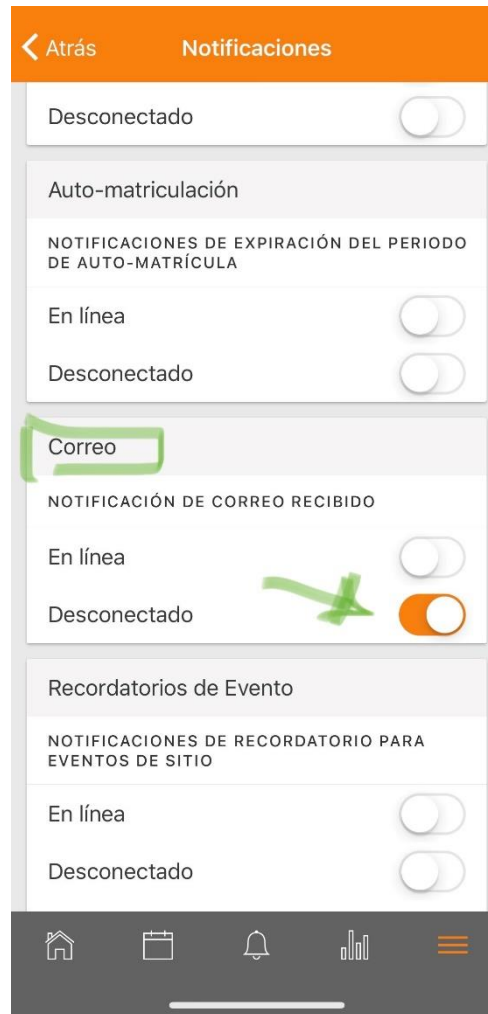 Atrás
Notificaciones
Desconectado
Auto-matriculación
NOTIFICACIONES DE EXPIRACIÓN DEL PERIODO
DE AUTO-MATRÍCULA
En línea
Desconectado
Correo
NOTIFICACIÓN DE CORREO RECIBIDO
En línea
Desconectado
Recordatorios de Evento
NOTIFICACIONES DE RECORDATORIO PARA
EVENTOS DE SITIO
En línea
Desconectado